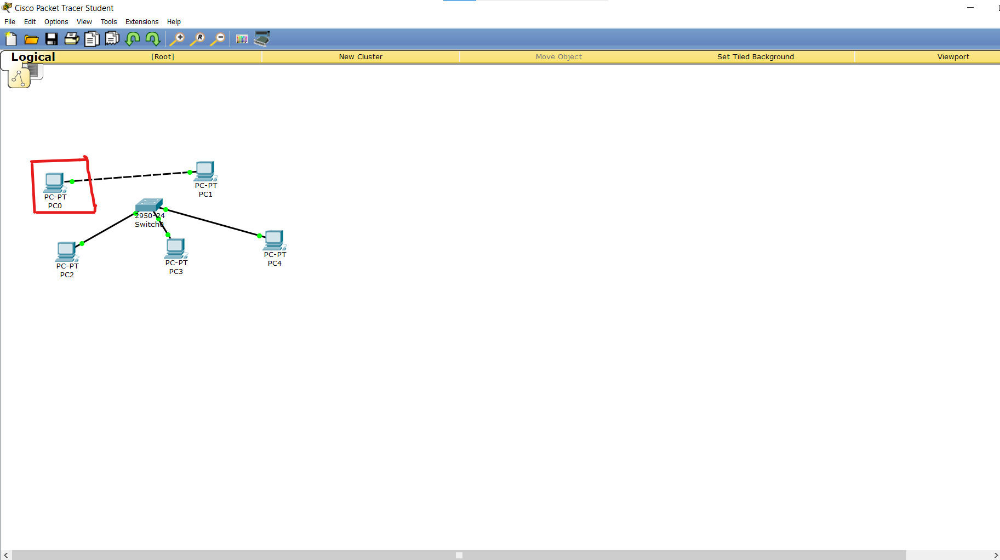 Cisco Packet Tracer Student
File Edit Options View Tools Extensions Help
R
Logical [Root] New Cluster Move Object Set Tiled Background Viewport
PC-PT
PC1
PC-PT
PC0
2950-24
Switch0
PC-PT
PC4
PC-PT
PC3
PC-PT
PC2